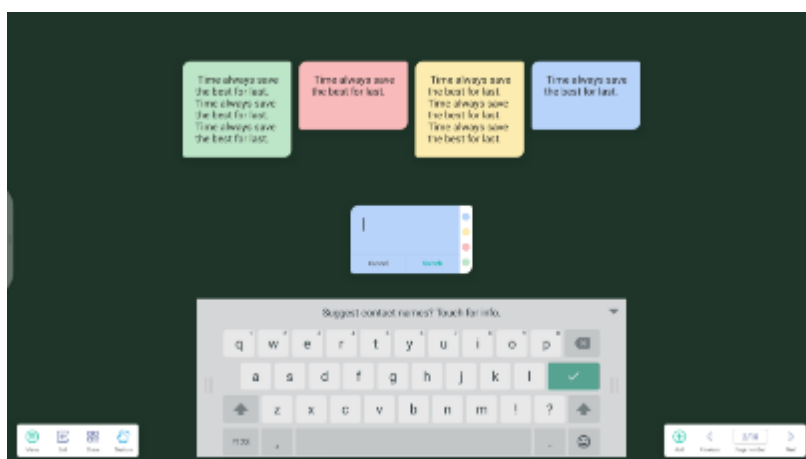 Time always save
the best for last.
Time always save
the best for last.
Time always save
the best for last.
Time always save
the best for last.
Time always save
the best for last.
Time always save
the best for last.
Time always save
the best for last.
Time always save
the best for last.
Cancel
Suggest contact names? Touch for info.
q w e r t y u i o p
a s d f g h j k l
z x c v b n m ! ?
, .